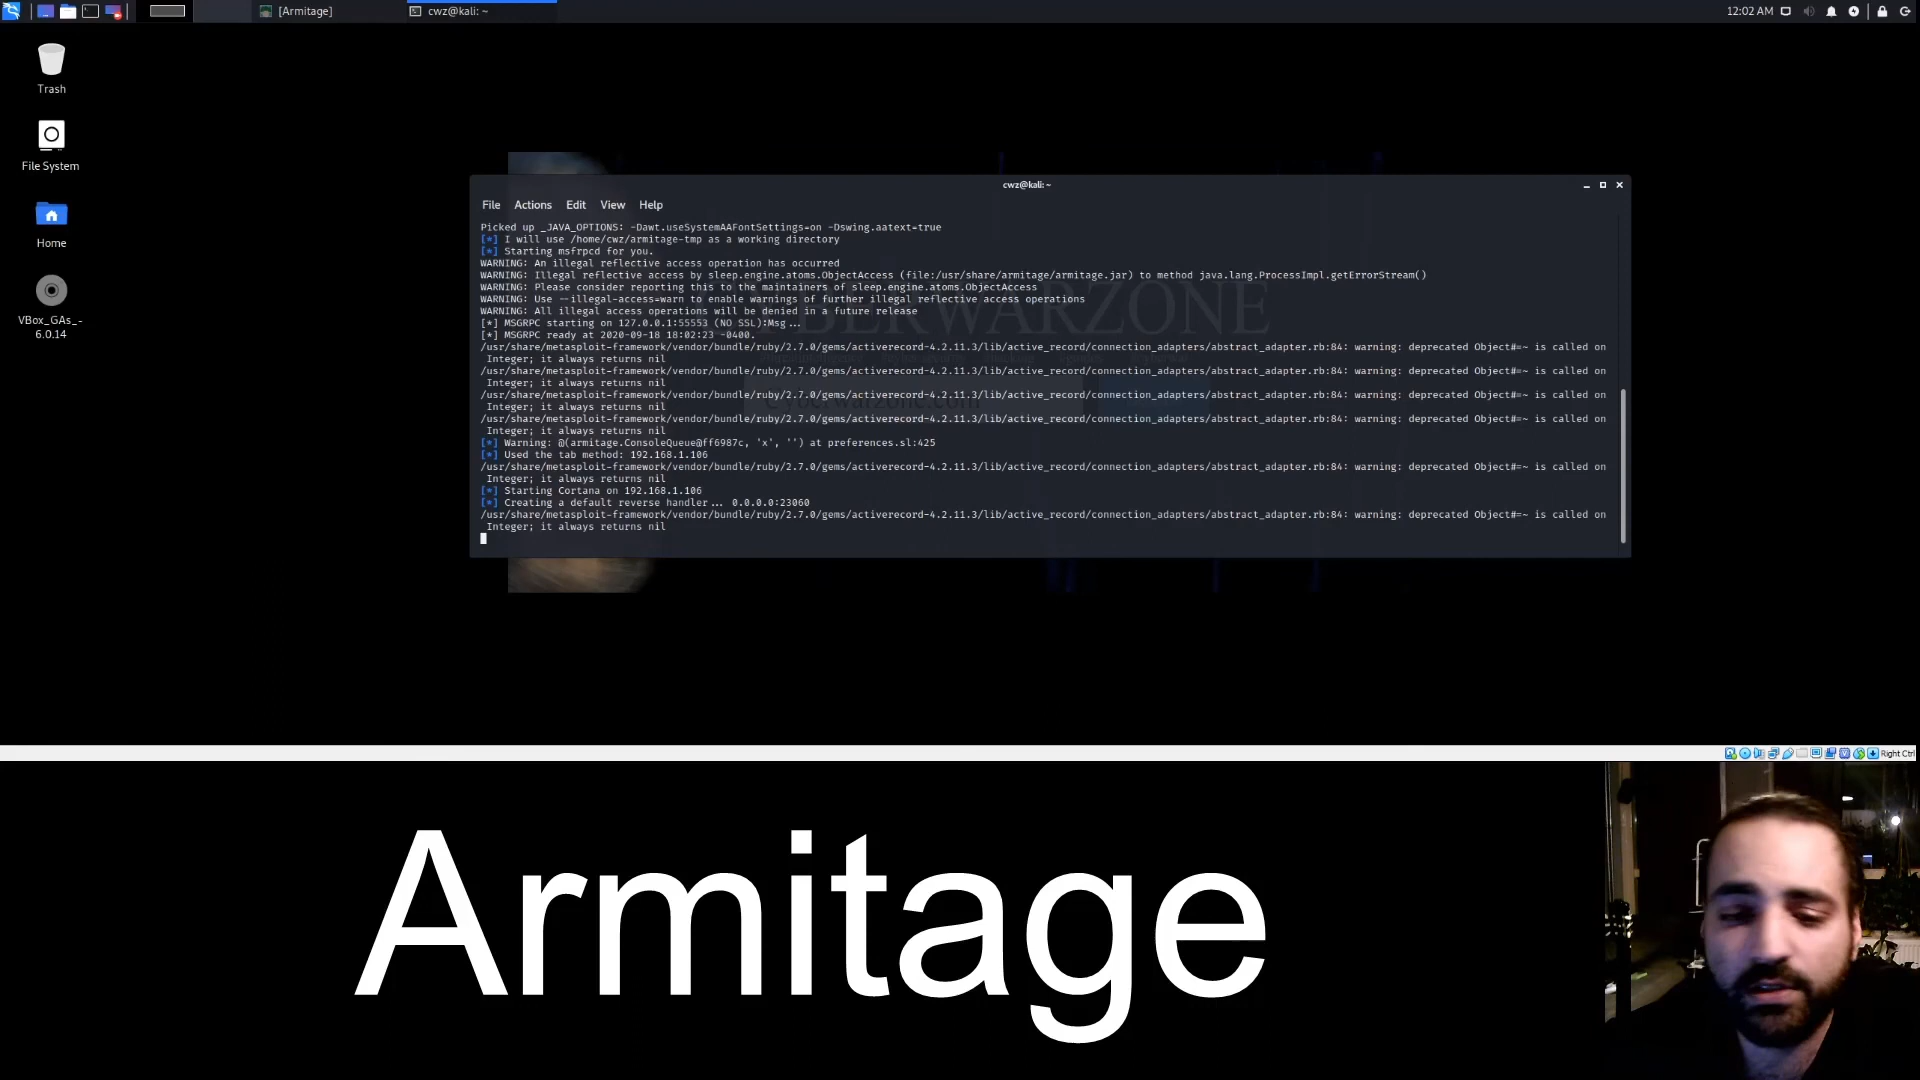 [Armitage]
cwz@kali: ~
12:02 AM
Trash
File System
Home
VBox_GAs_-
6.0.14
cwz@kali: ~
File Actions Edit View Help
Picked up _JAVA_OPTIONS: -Dawt.useSystemAAFontSettings=on -Dswing.aatext=true
[*] I will use /home/cwz/armitage-tmp as a working directory
[*] Starting msfrpcd for you.
WARNING: An illegal reflective access operation has occurred
WARNING: Illegal reflective access by sleep.engine.atoms.ObjectAccess (file:/usr/share/armitage/armitage.jar) to method java.lang.ProcessImpl.getErrorStream()
WARNING: Please consider reporting this to the maintainers of sleep.engine.atoms.ObjectAccess
WARNING: Use --illegal-access=warn to enable warnings of further illegal reflective access operations
WARNING: All illegal access operations will be denied in a future release
[*] MSGRPC starting on 127.0.0.1:55553 (NO SSL):Msg...
[*] MSGRPC ready at 2020-09-18 18:02:23 -0400.
/usr/share/metasploit-framework/vendor/bundle/ruby/2.7.0/gems/activerecord-4.2.11.3/lib/active_record/connection_adapters/abstract_adapter.rb:84: warning: deprecated Object#=~ is called on
Integer; it always returns nil
/usr/share/metasploit-framework/vendor/bundle/ruby/2.7.0/gems/activerecord-4.2.11.3/lib/active_record/connection_adapters/abstract_adapter.rb:84: warning: deprecated Object#=~ is called on
Integer; it always returns nil
/usr/share/metasploit-framework/vendor/bundle/ruby/2.7.0/gems/activerecord-4.2.11.3/lib/active_record/connection_adapters/abstract_adapter.rb:84: warning: deprecated Object#=~ is called on
Integer; it always returns nil
/usr/share/metasploit-framework/vendor/bundle/ruby/2.7.0/gems/activerecord-4.2.11.3/lib/active_record/connection_adapters/abstract_adapter.rb:84: warning: deprecated Object#=~ is called on
Integer; it always returns nil
[*] Warning: @(armitage.ConsoleQueue@ff6987c, 'x', '') at preferences.sl:425
[*] Used the tab method: 192.168.1.106
/usr/share/metasploit-framework/vendor/bundle/ruby/2.7.0/gems/activerecord-4.2.11.3/lib/active_record/connection_adapters/abstract_adapter.rb:84: warning: deprecated Object#=~ is called on
Integer; it always returns nil
[*] Starting Cortana on 192.168.1.106
[*] Creating a default reverse handler... 0.0.0.0:23060
/usr/share/metasploit-framework/vendor/bundle/ruby/2.7.0/gems/activerecord-4.2.11.3/lib/active_record/connection_adapters/abstract_adapter.rb:84: warning: deprecated Object#=~ is called on
Integer; it always returns nil
Right Ctrl
Armitage